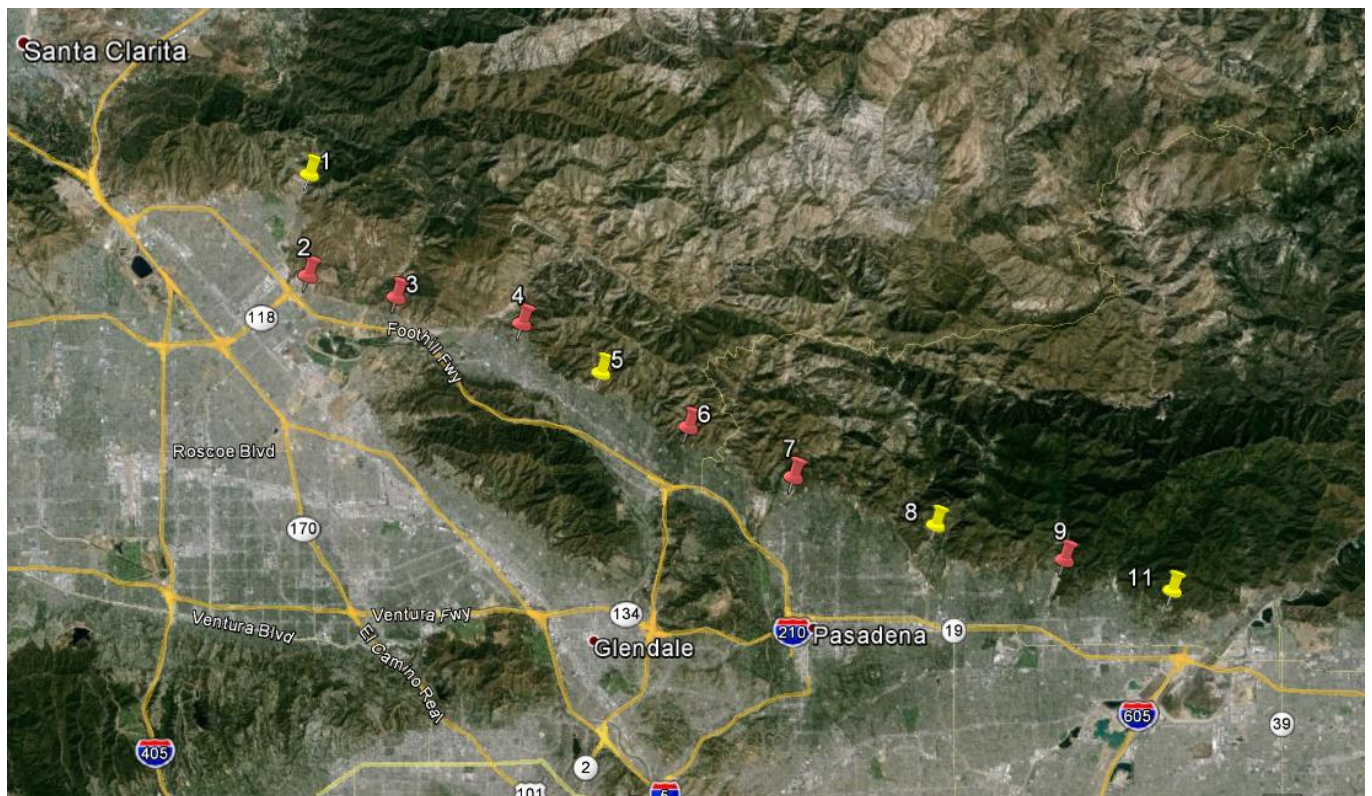 Santa Clarita
1
2
3
4
118
Foothill Fwy
5
6
Roscoe Blvd
7
8
170
9
11
Ventura Fwy
134
Ventura Blvd
Glendale
210
Pasadena
19
El Camino Real
605
39
405
2
101
5